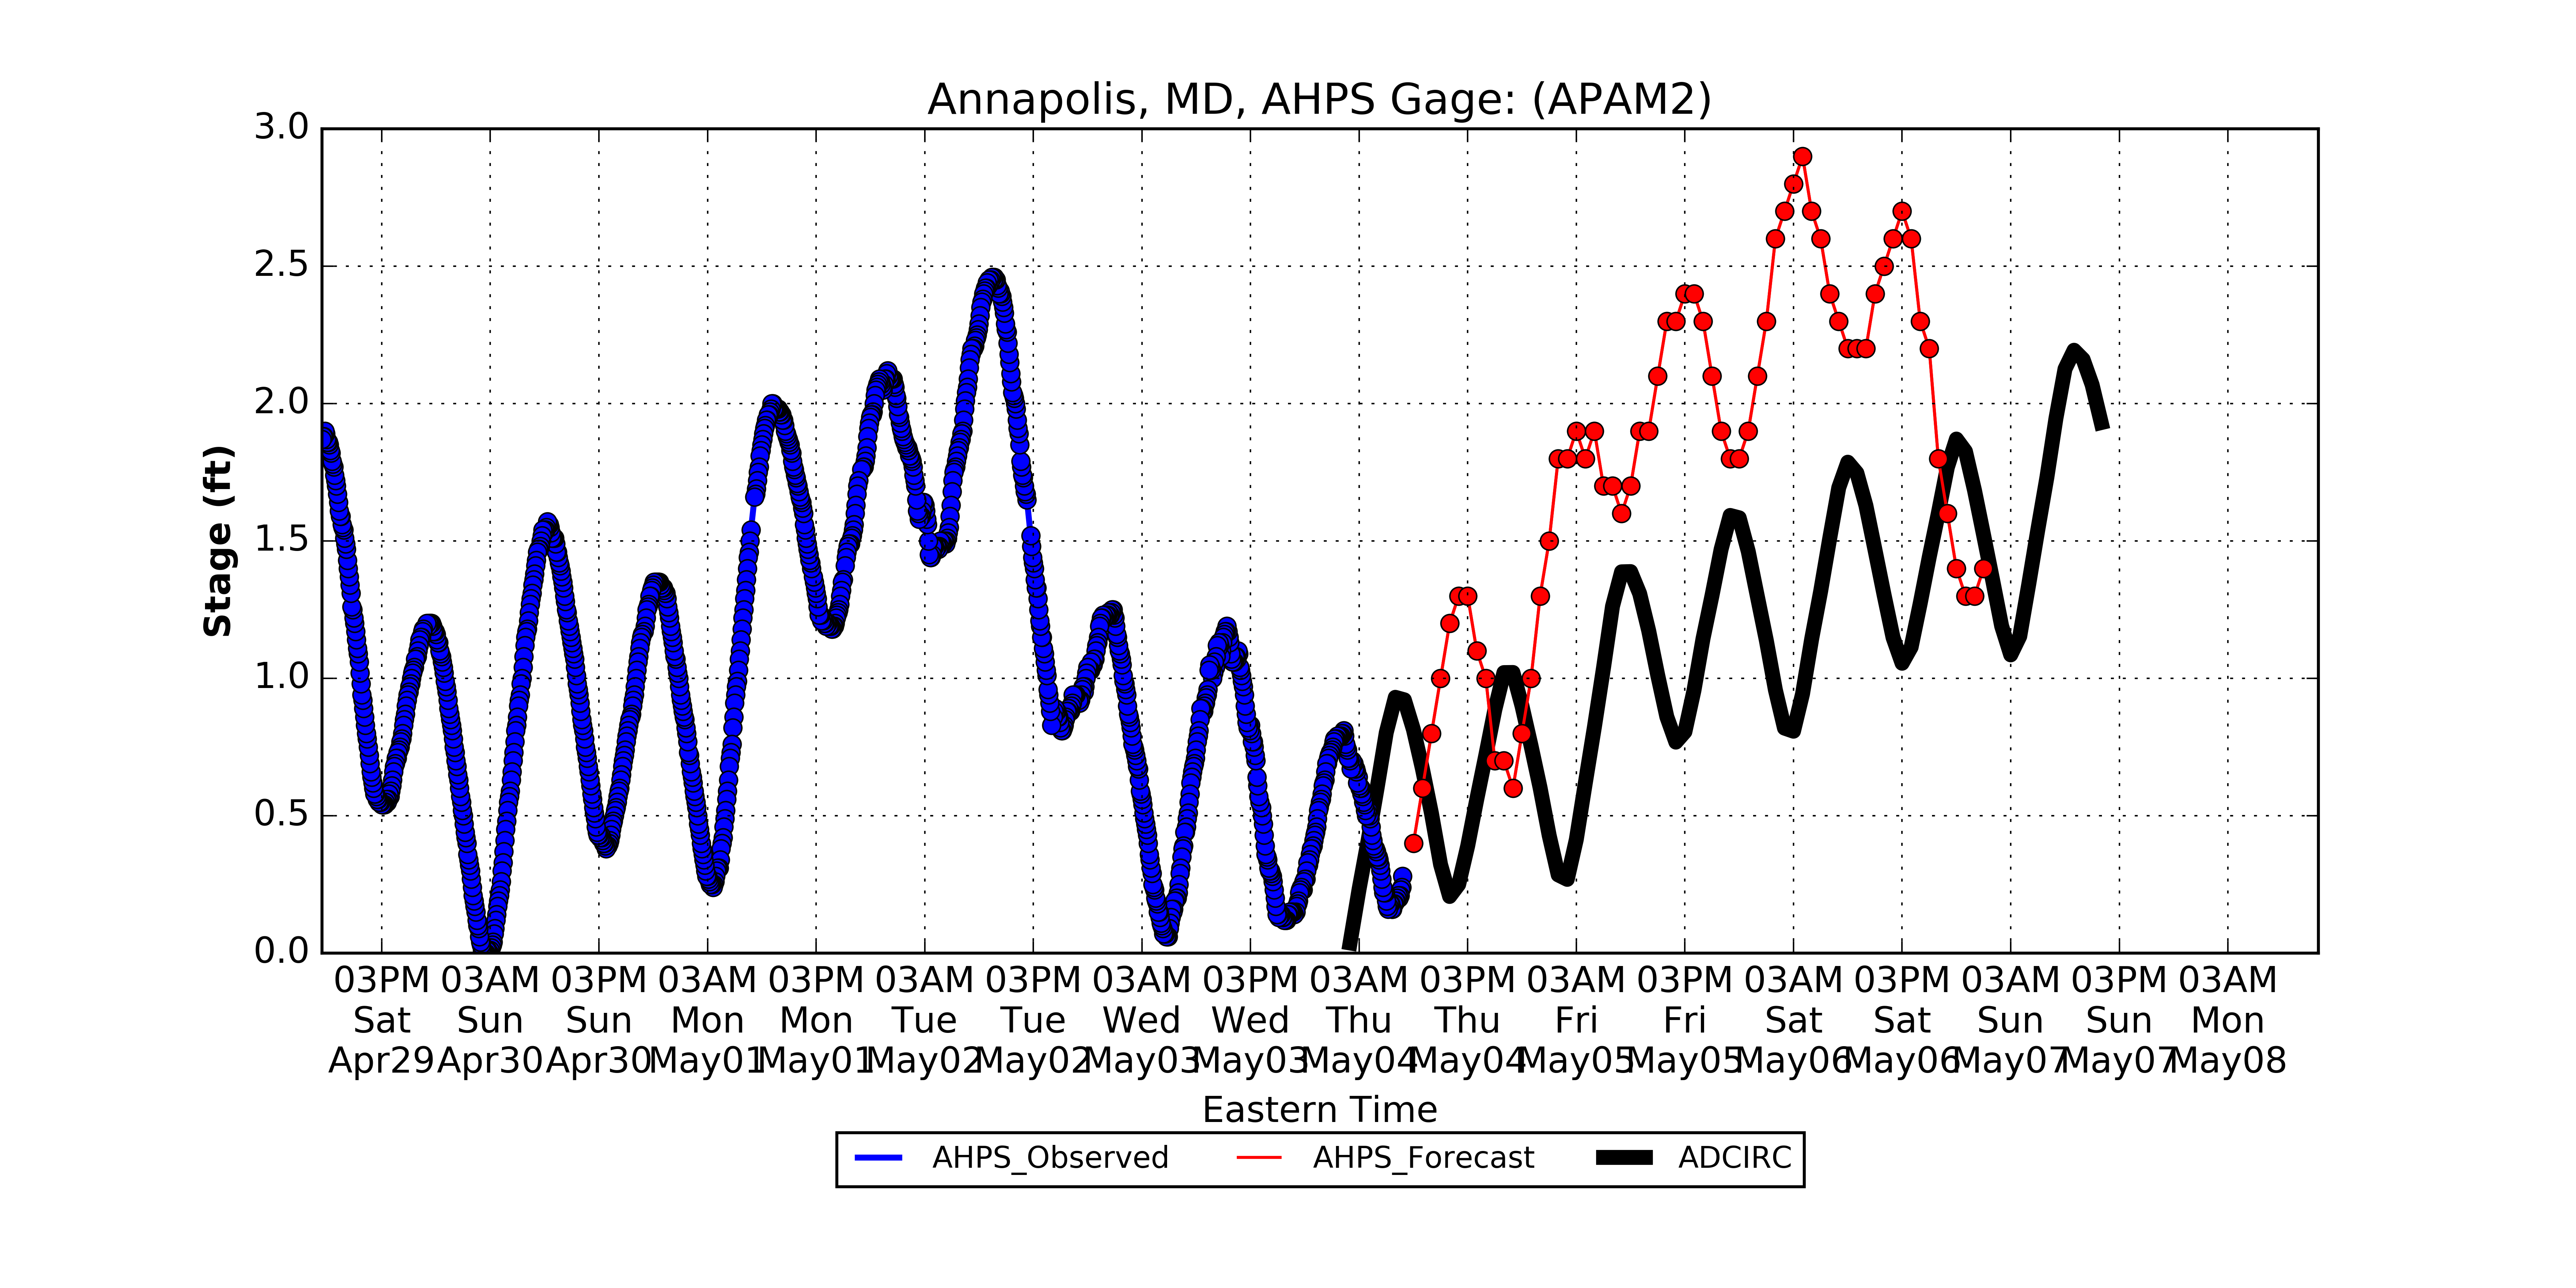 Annapolis, MD, AHPS Gage: (APAM2)
3.0
2.5
2.0
1.5
1.0
0.5
0.0
Stage (ft)
03PM 03AM 03PM 03AM 03PM 03AM 03PM 03AM 03PM 03AM 03PM 03AM 03PM 03AM 03PM 03AM 03PM 03AM
Sat Sun Sun Mon Mon Tue Tue Wed Wed Thu Thu Fri Fri Sat Sat Sun Sun Mon
Apr29 Apr30 Apr30 May01 May01 May02 May02 May03 May03 May04 May04 May05 May05 May06 May06 May07 May07 May08
Eastern Time
AHPS_Observed AHPS_Forecast ADCIRC